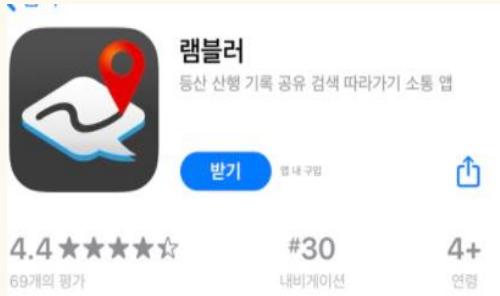 램블러
등산 산행 기록 공유 검색 따라가기 소통 앱
받기
앱 내 구입
4.4
#30
4+
69개의 평가
내비게이션
연령